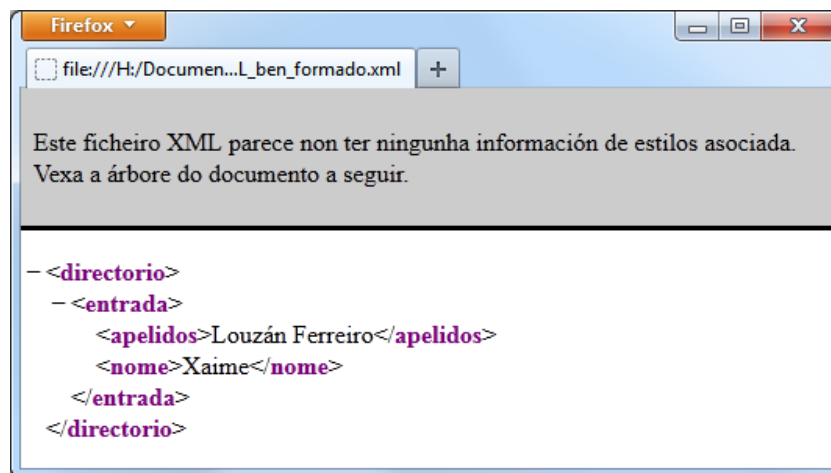 Firefox
file:///H:/Documen...L_ben_formado.xml
Este ficheiro XML parece non ter ningunha información de estilos asociada.
Vexa a árbore do documento a seguir.
− <directorio>
− <entrada>
<apelidos>Louzán Ferreiro</apelidos>
<nome>Xaime</nome>
</entrada>
</directorio>